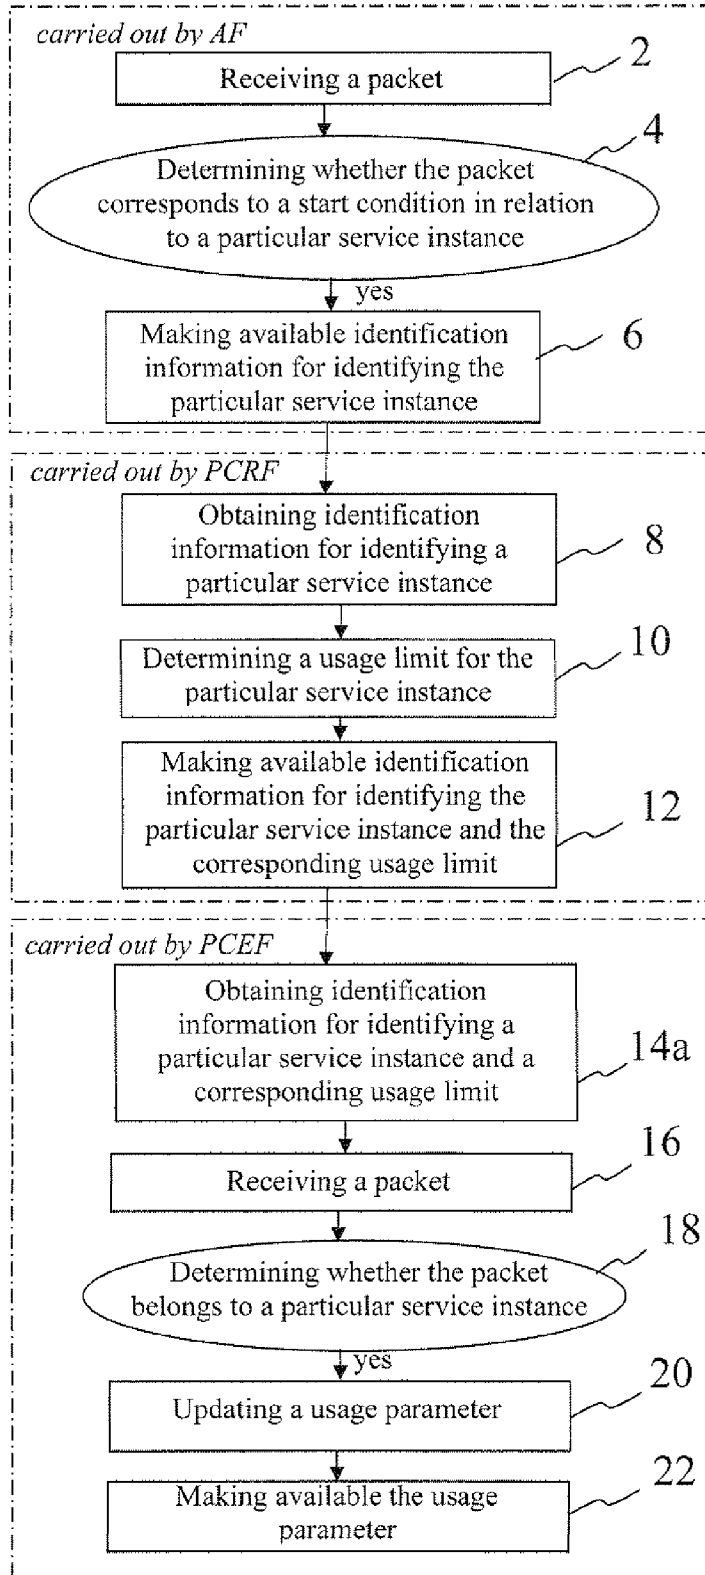 carried out by AF
Receiving a packet
2
4
Determining whether the packet
corresponds to a start condition in relation
to a particular service instance
yes
Making available identification
information for identifying the
particular service instance
6
carried out by PCRF
Obtaining identification
information for identifying a
particular service instance
8
Determining a usage limit for the
particular service instance
10
Making available identification
information for identifying the
particular service instance and the
corresponding usage limit
12
carried out by PCEF
Obtaining identification
information for identifying a
particular service instance and a
corresponding usage limit
14a
Receiving a packet
16
Determining whether the packet
belongs to a particular service instance
18
yes
Updating a usage parameter
20
Making available the usage
parameter
22